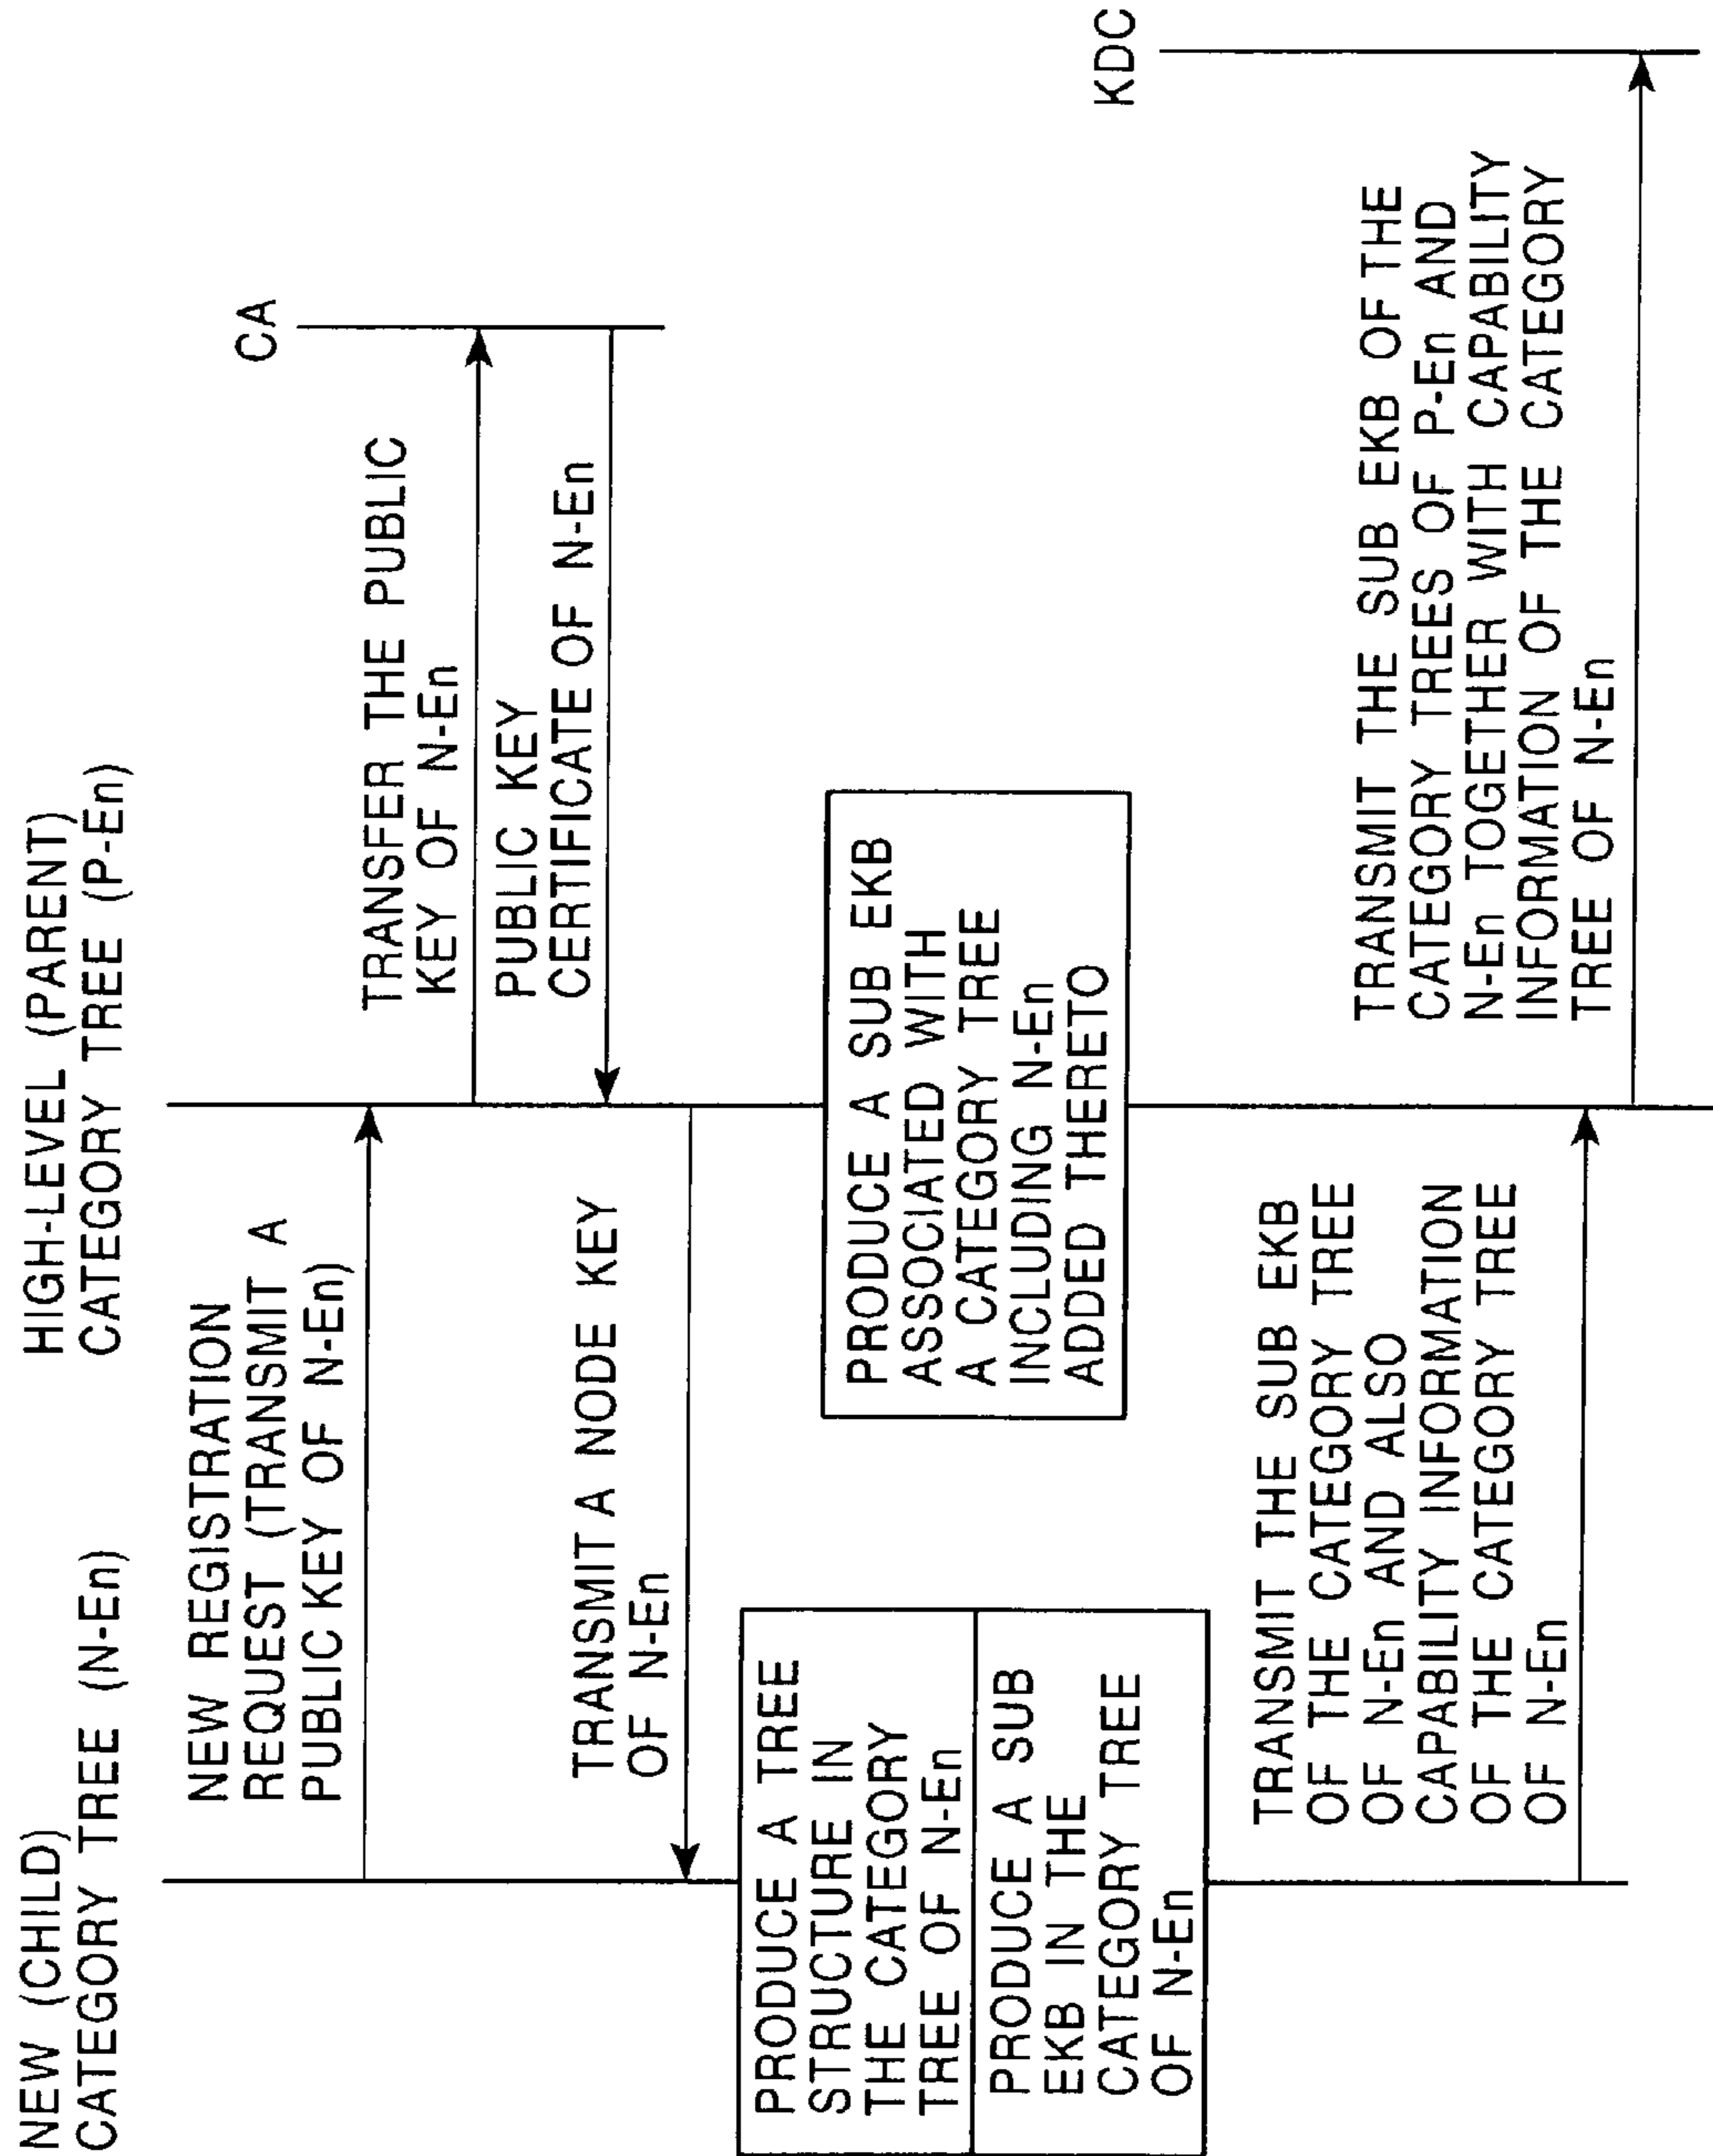 NEW (CHILD)
CATEGORY TREE (N-En)
HIGH-LEVEL (PARENT)
CATEGORY TREE (P-En)
NEW REGISTRATION
REQUEST (TRANSMIT A
PUBLIC KEY OF N-En)
CA
TRANSFER THE PUBLIC
KEY OF N-En
PUBLIC KEY
CERTIFICATE OF N-En
TRANSMIT A NODE KEY
OF N-En
PRODUCE A TREE
STRUCTURE IN
THE CATEGORY
TREE OF N-En
PRODUCE A SUB
EKB IN THE
CATEGORY TREE
OF N-En
PRODUCE A SUB EKB
ASSOCIATED WITH
A CATEGORY TREE
INCLUDING N-En
ADDED THERETO
KDC
TRANSMIT THE SUB EKB
OF THE CATEGORY TREE
OF N-En AND ALSO
CAPABILITY INFORMATION
OF THE CATEGORY TREE
OF N-En
TRANSMIT THE SUB EKB OF THE
CATEGORY TREES OF P-En AND
N-En TOGETHER WITH CAPABILITY
INFORMATION OF THE CATEGORY
TREE OF N-En